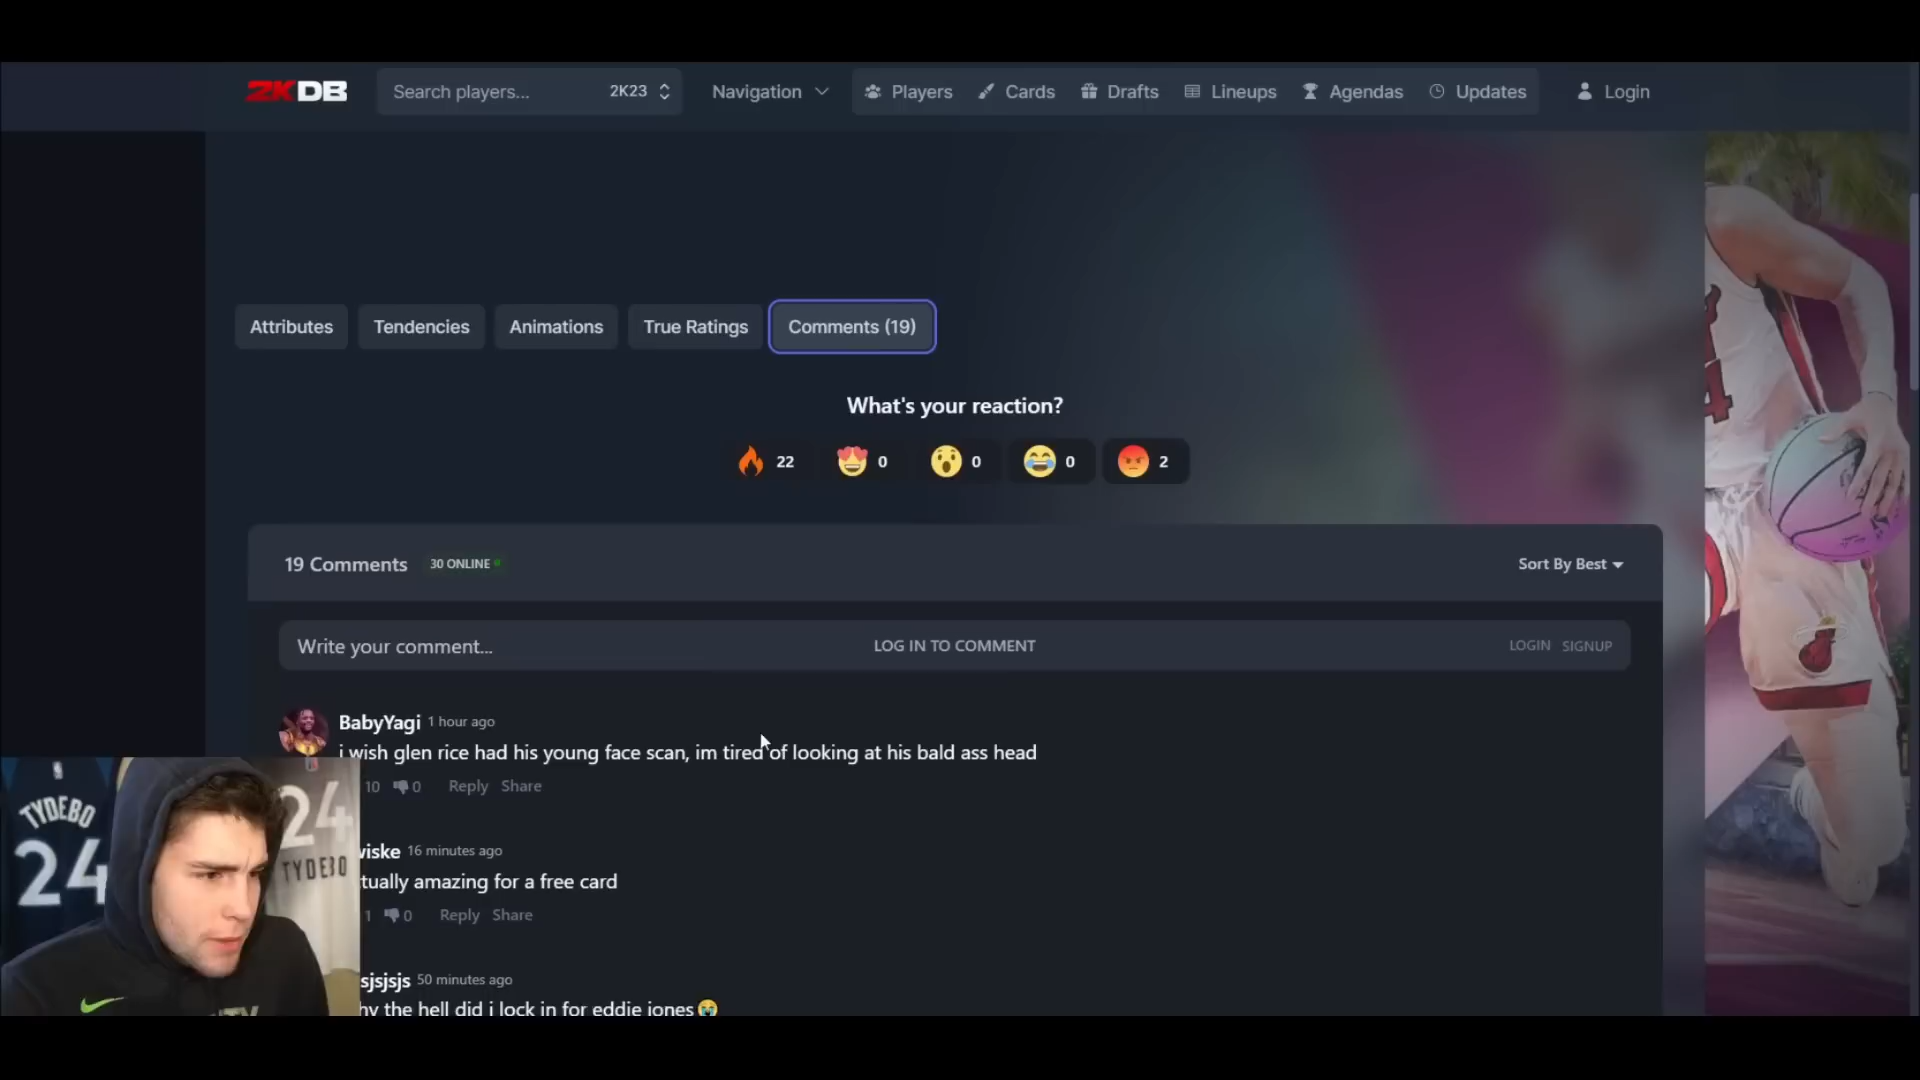 2KDB
Search players...
2K23
Navigation
Players
Cards
Drafts
Lineups
Agendas
Updates
Login
Attributes
Tendencies
Animations
True Ratings
Comments (19)
What's your reaction?
22
0
0
0
2
19 Comments
30 ONLINE
Sort By Best
Write your comment...
LOG IN TO COMMENT
LOGIN
SIGNUP
BabyYagi 1 hour ago
i wish glen rice had his young face scan, im tired of looking at his bald ass head
10
0
Reply
Share
16 minutes ago
amazing for a free card
1
0
Reply
Share
sjsjsjs 50 minutes ago
the hell did i lock in for eddie jones😭
TYDEBO
24
24
TYDEBO
4